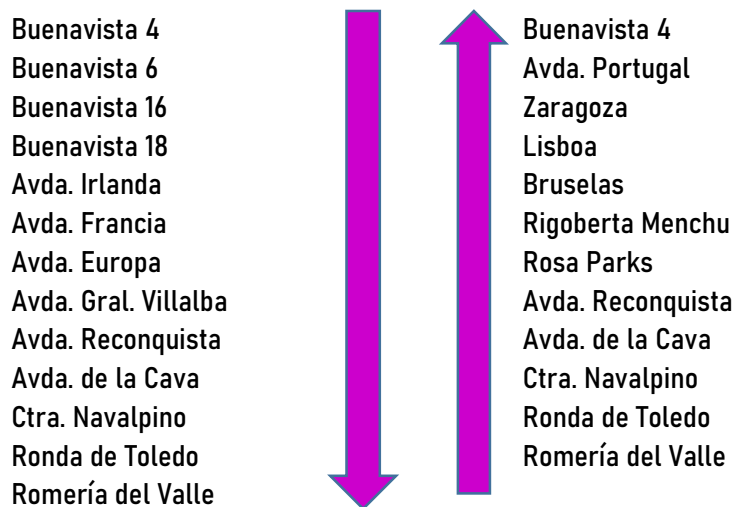 Buenavista 4
Buenavista 6
Buenavista 16
Buenavista 18
Avda. Irlanda
Avda. Francia
Avda. Europa
Avda. Gral. Villalba
Avda. Reconquista
Avda. de la Cava
Ctra. Navalpino
Ronda de Toledo
Romería del Valle
Buenavista 4
Avda. Portugal
Zaragoza
Lisboa
Bruselas
Rigoberta Menchu
Rosa Parks
Avda. Reconquista
Avda. de la Cava
Ctra. Navalpino
Ronda de Toledo
Romería del Valle